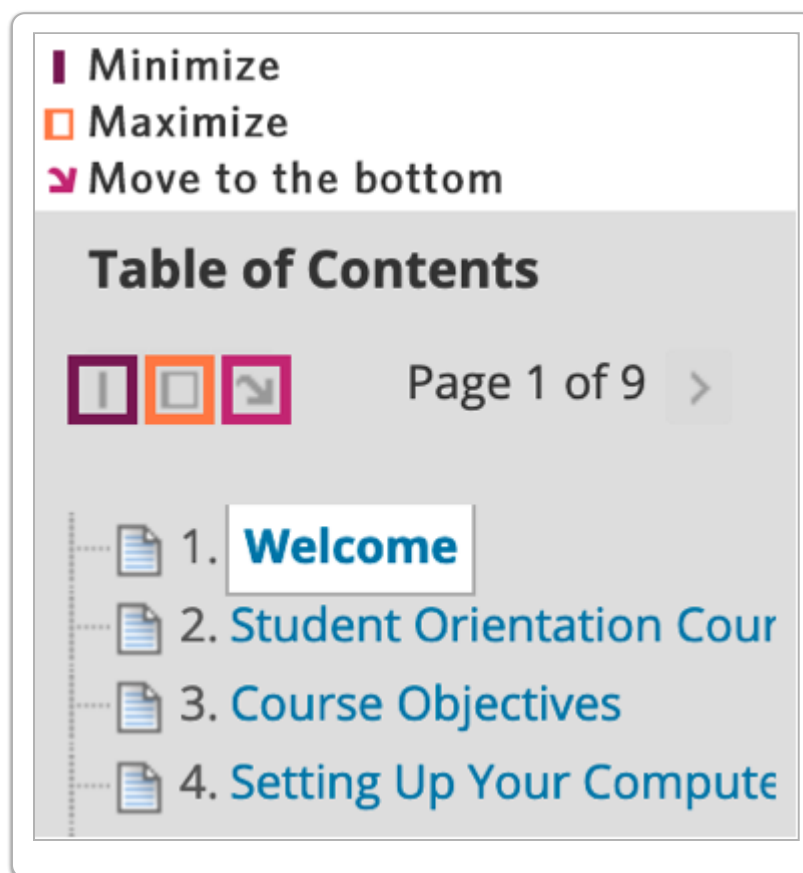 Minimize
Maximize
Move to the bottom
Table of Contents
Page 1 of 9
1. Welcome
2. Student Orientation Cour
3. Course Objectives
4. Setting Up Your Compute